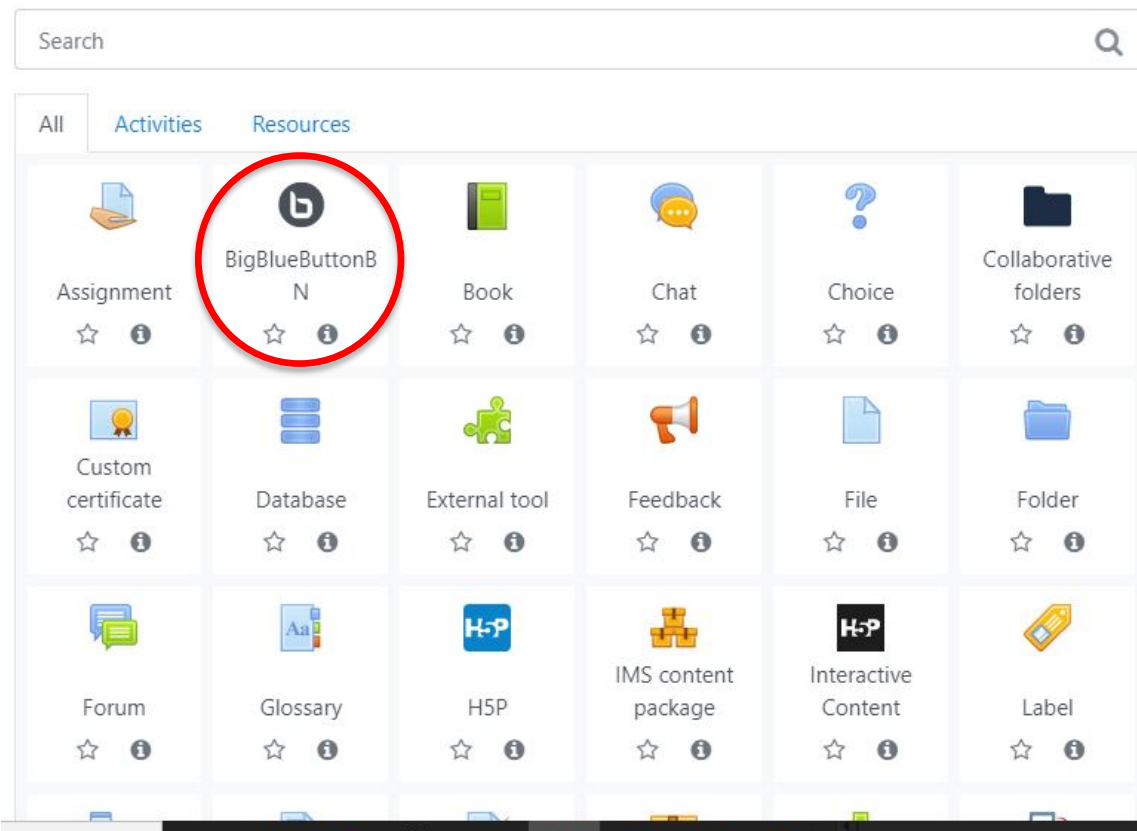 Search
All Activities Resources
Assignment
BigBlueButtonB
N
Book
Chat
Choice
Collaborative
folders
Custom
certificate
Database
External tool
Feedback
File
Folder
Forum
Aa
Glossary
H5P
H5P
IMS content
package
H5P
Interactive
Content
Label